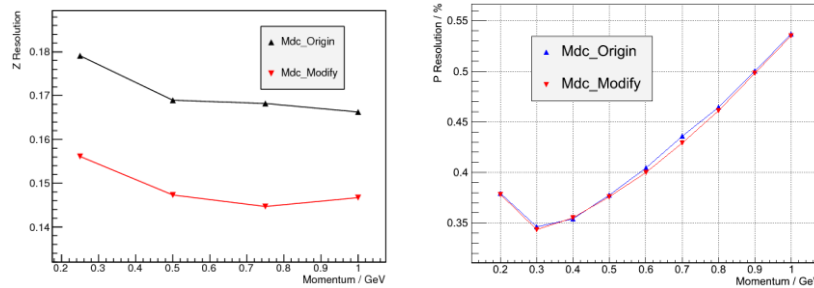 Z Resolution
0.18
0.17
0.16
0.15
0.14
Mdc_Origin
Mdc_Modify
0.2 0.3 0.4 0.5 0.6 0.7 0.8 0.9 1
Momentum / GeV
P Resolution / %
0.55
0.5
0.45
0.4
0.35
Mdc_Origin
Mdc_Modify
0.2 0.3 0.4 0.5 0.6 0.7 0.8 0.9 1
Momentum / GeV